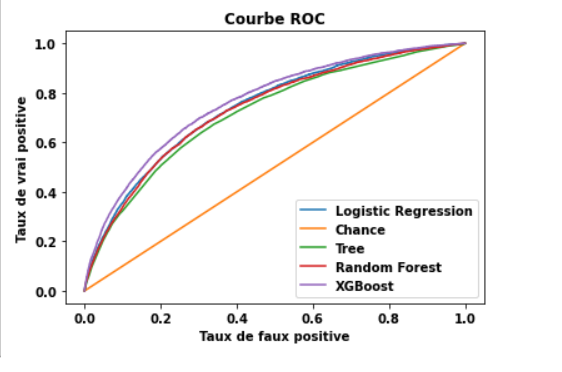 Courbe ROC
Taux de vrai positive
1.0
0.8
0.6
0.4
0.2
0.0
Logistic Regression
Chance
Tree
Random Forest
XGBoost
0.0 0.2 0.4 0.6 0.8 1.0
Taux de faux positive